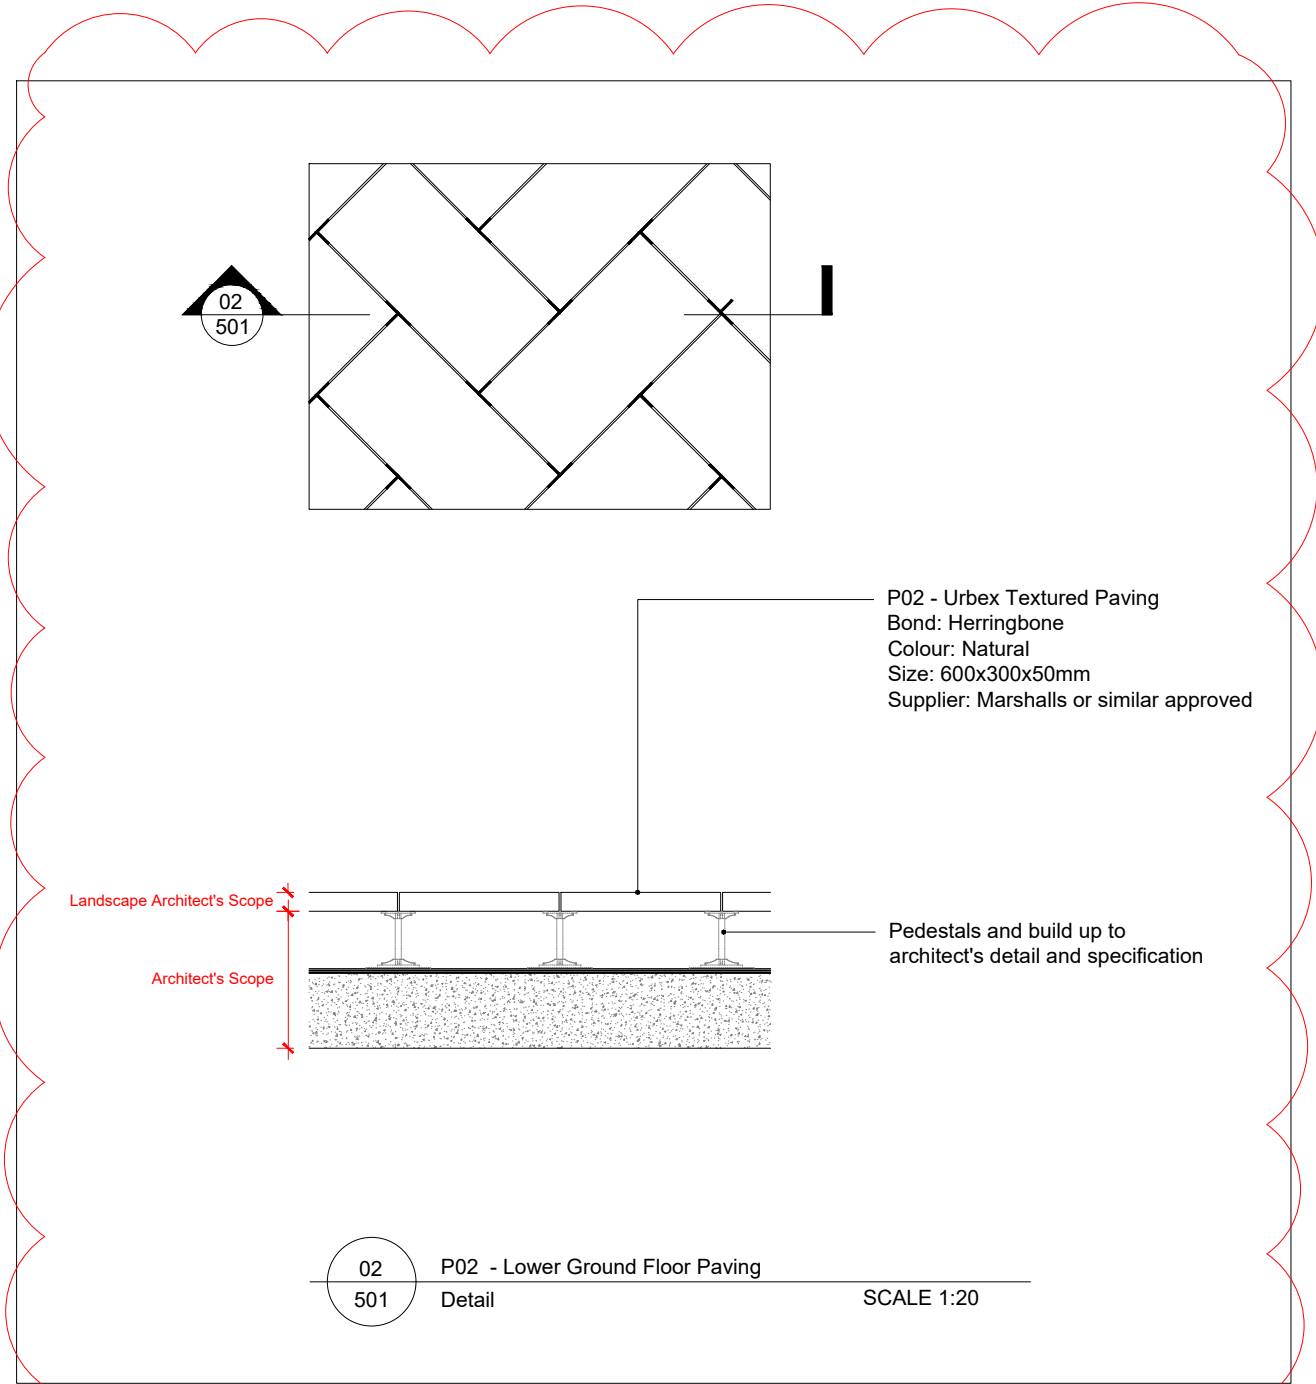 02
501
P02 - Urbex Textured Paving
Bond: Herringbone
Colour: Natural
Size: 600x300x50mm
Supplier: Marshalls or similar approved
Landscape Architect's Scope
Pedestals and build up to
architect's detail and specification
Architect's Scope
02
501
P02 - Lower Ground Floor Paving
Detail
SCALE 1:20